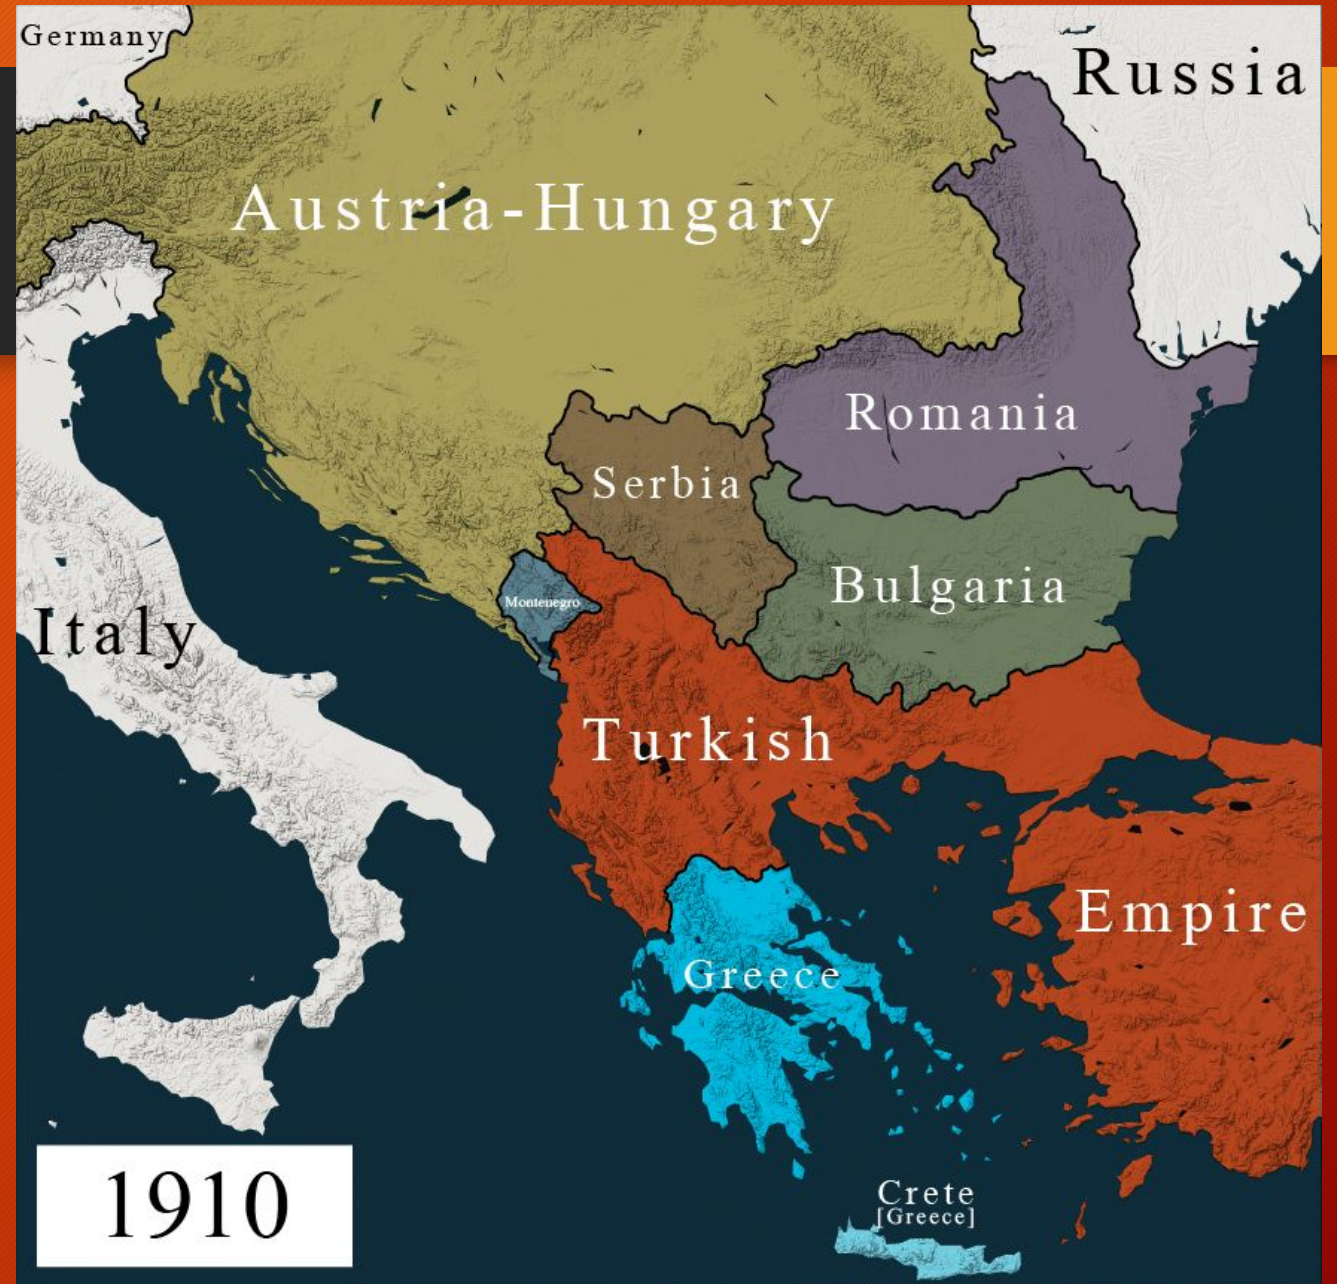 Germany
Russia
Austria-Hungary
Romania
Serbia
Bulgaria
Montenegro
Italy
Turkish
Empire
Greece
Crete
[Greece]
1910